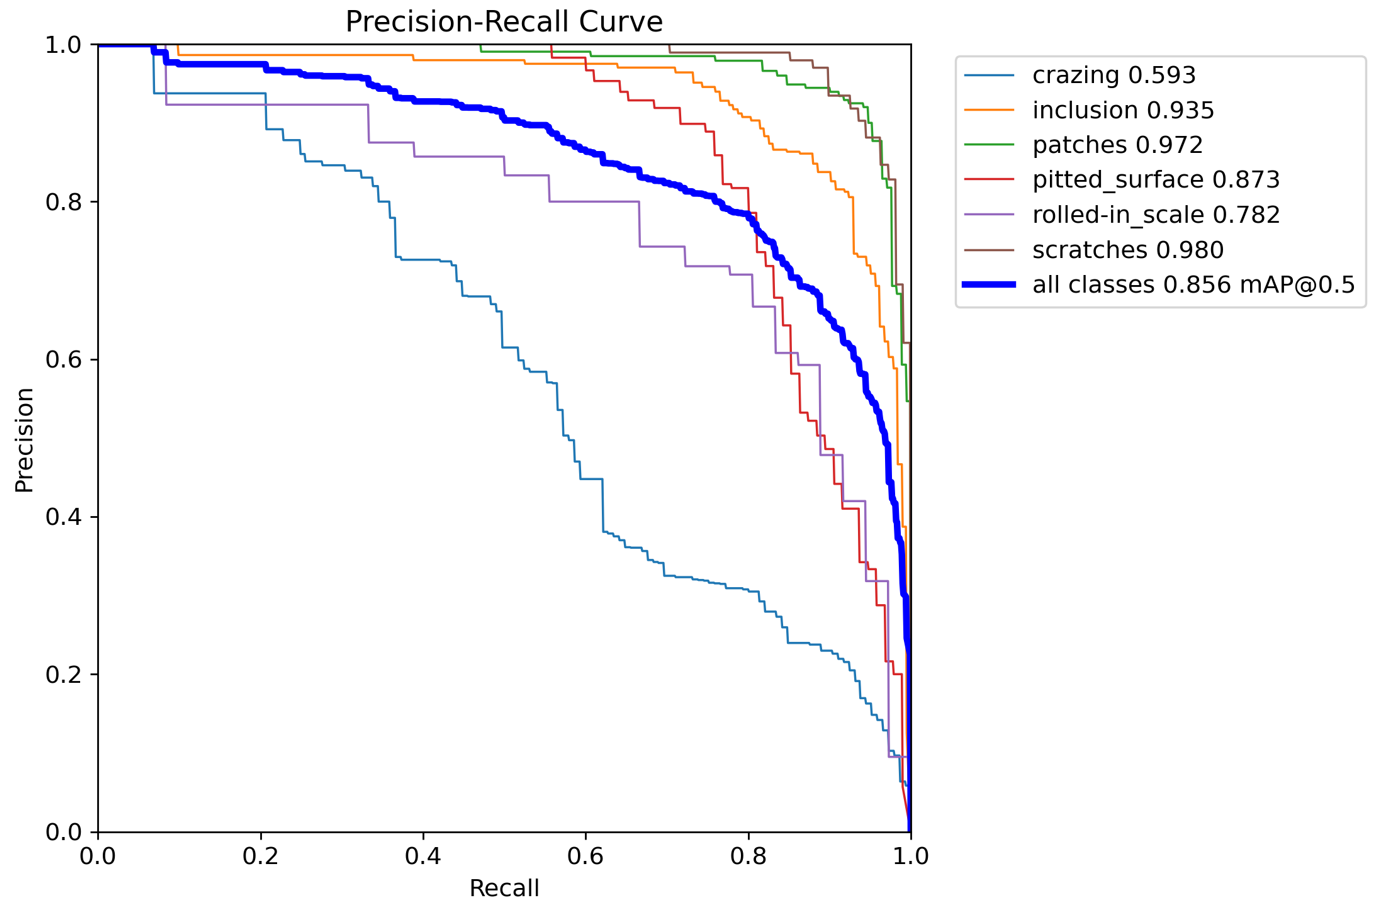 Precision-Recall Curve
1.0
0.8
0.6
0.4
0.2
0.0
Precision
0.0 0.2 0.4 0.6 0.8 1.0
Recall
crazing 0.593
inclusion 0.935
patches 0.972
pitted_surface 0.873
rolled-in_scale 0.782
scratches 0.980
all classes 0.856 mAP@0.5